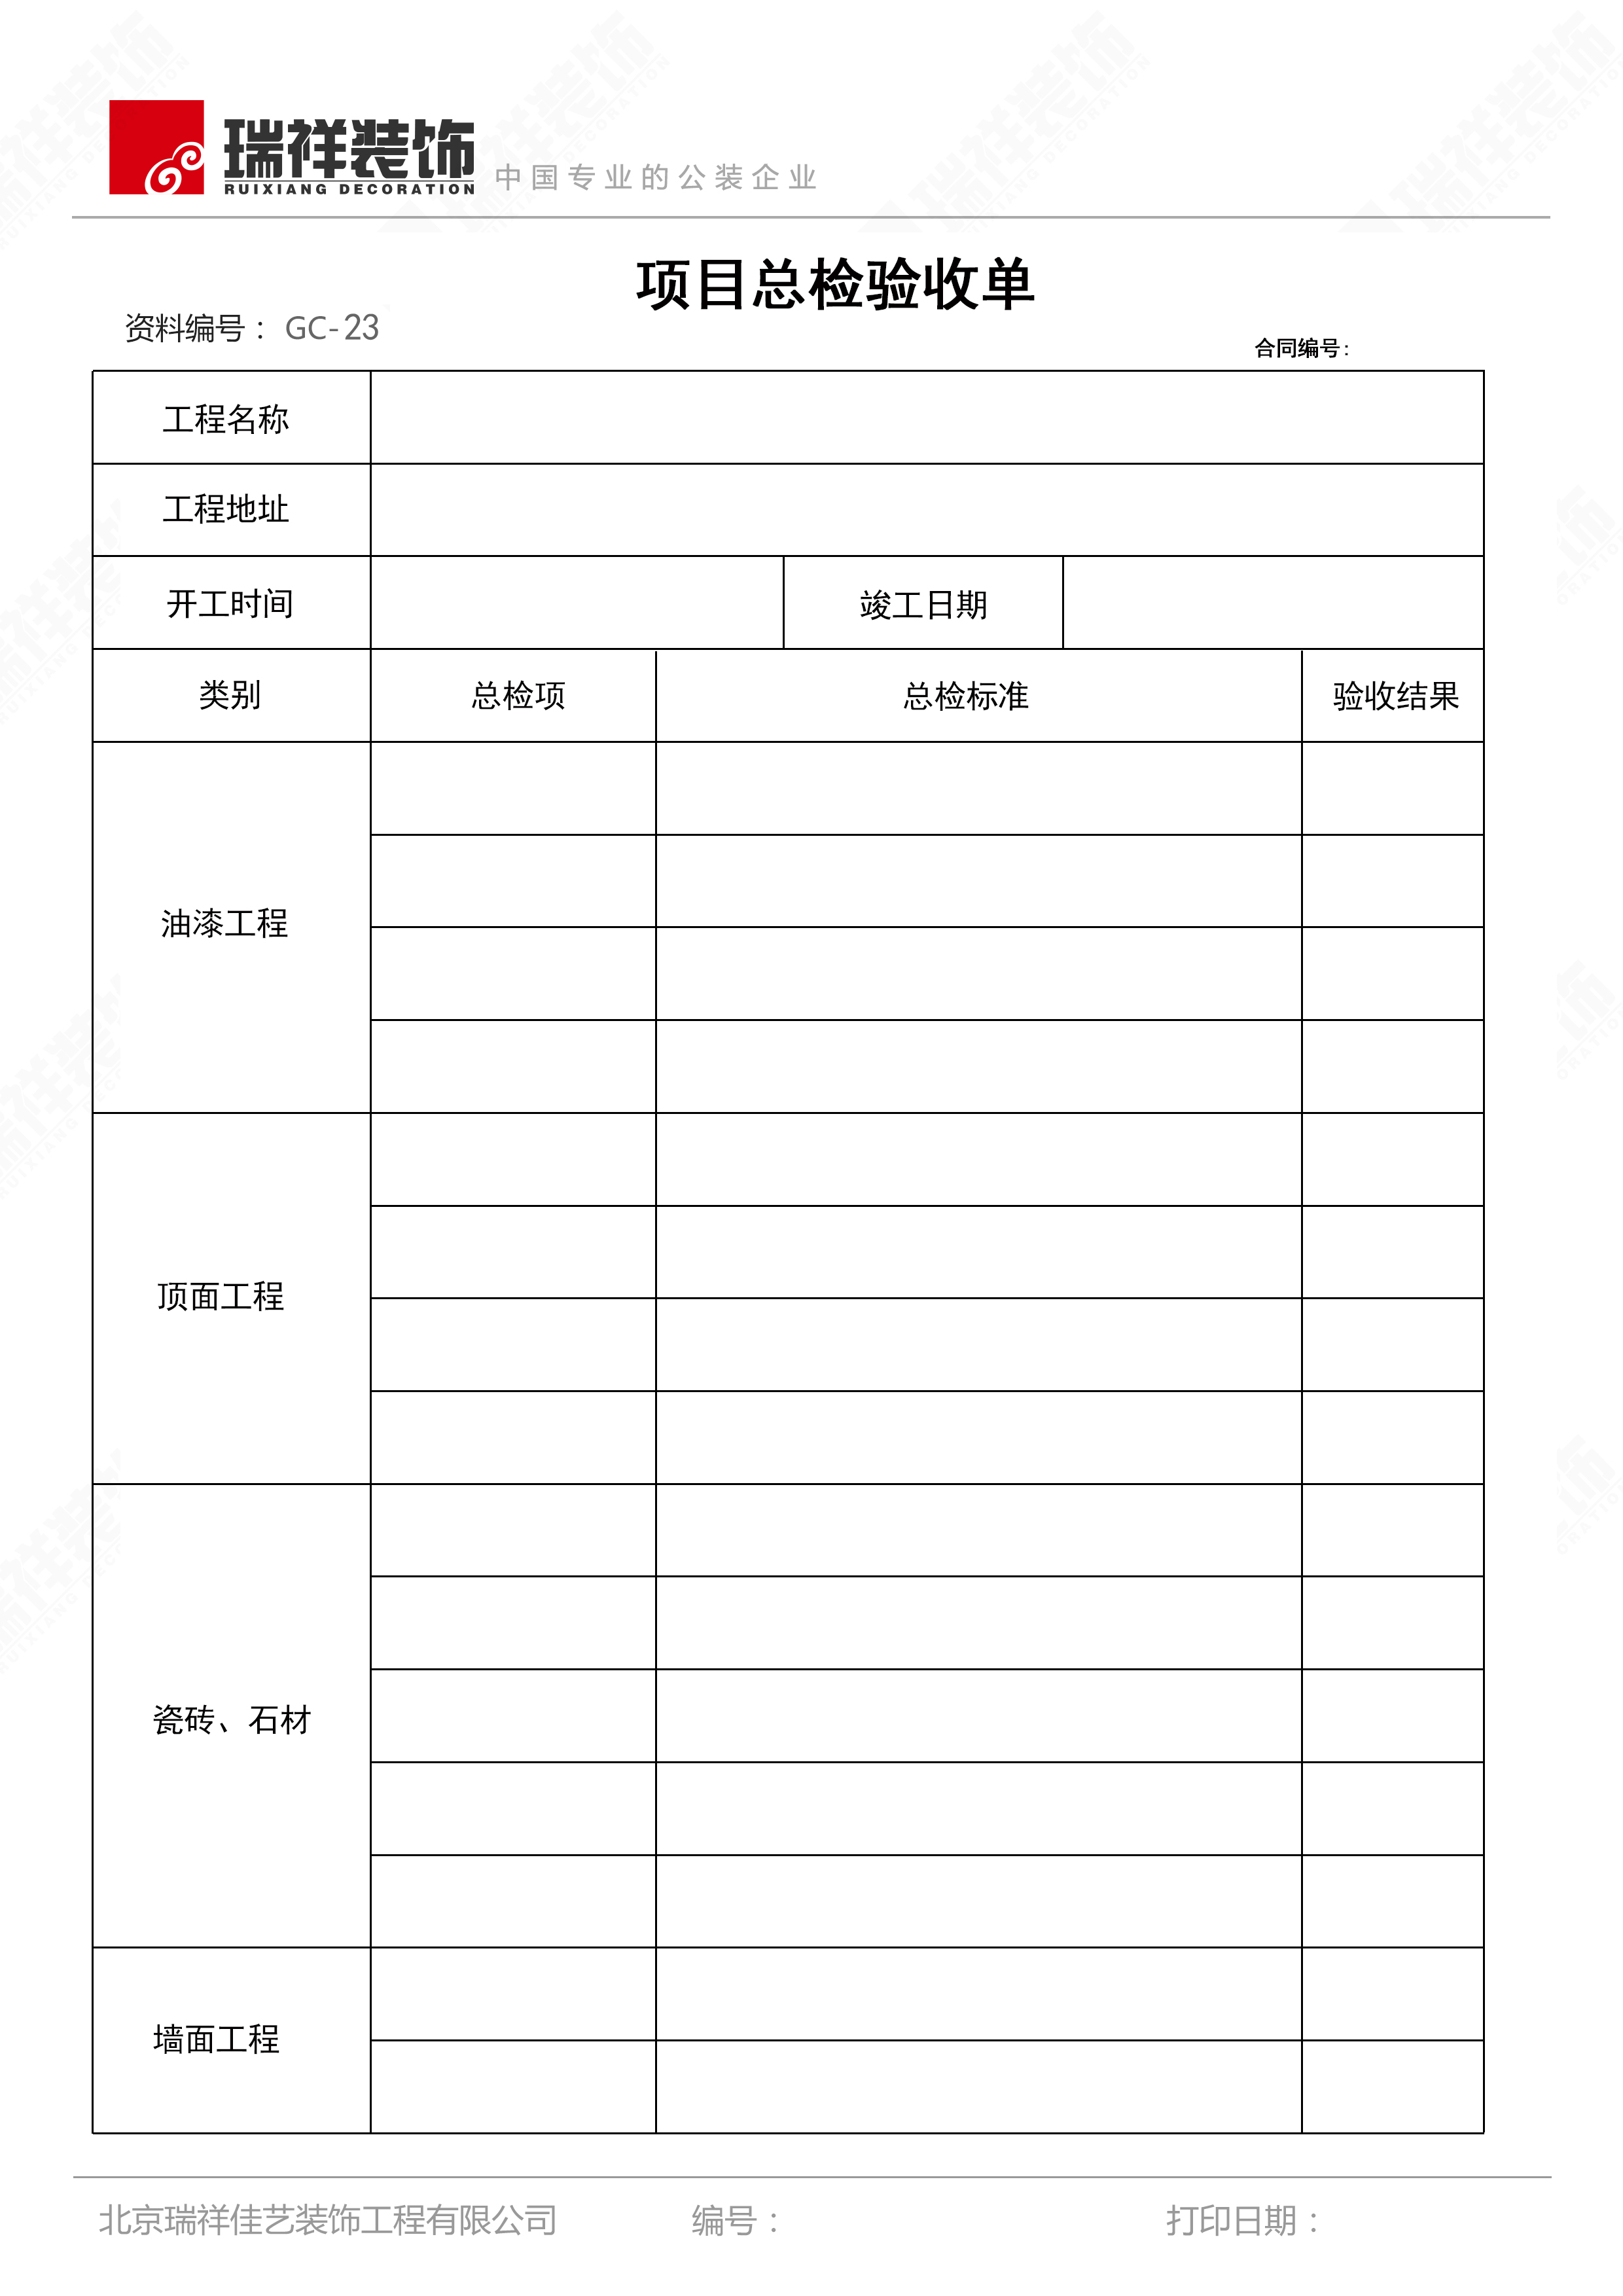 瑞祥装饰
RUIXIANG DECORATION
中国专业的公装企业
项目总检验收单
资料编号：GC-23
合同编号：
工程名称
工程地址
开工时间 竣工日期
类别 总检项 总检标准 验收结果
油漆工程
顶面工程
瓷砖、石材
墙面工程
北京瑞祥佳艺装饰工程有限公司 编号： 打印日期：